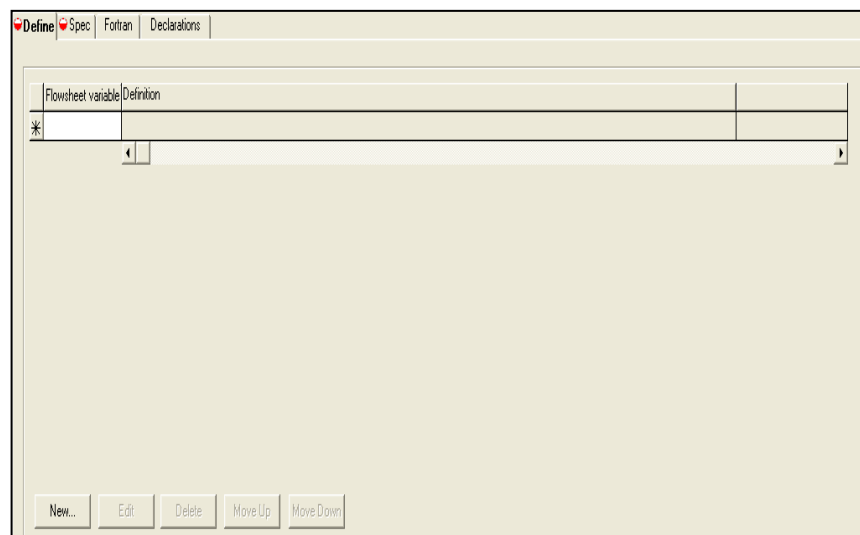 Define Spec Fortran Declarations
Flowsheet variable Definition
New... Edit Delete Move Up Move Down